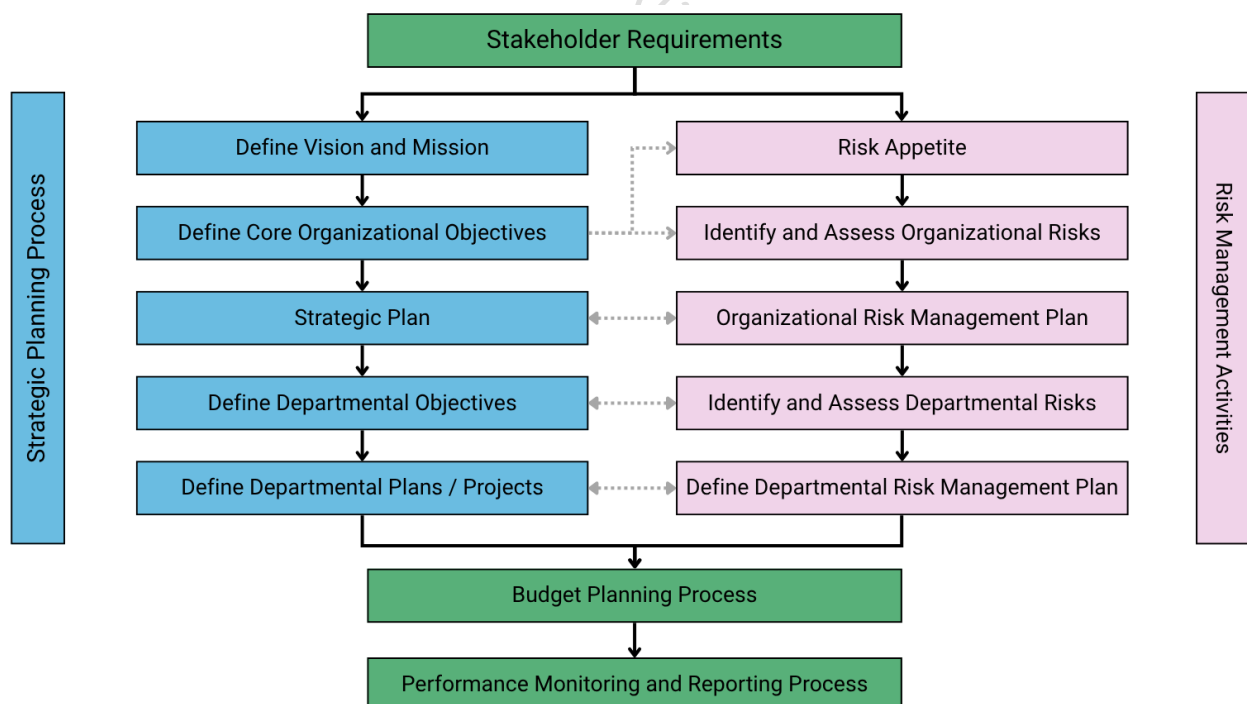 Stakeholder Requirements
Strategic Planning Process
Define Vision and Mission
Risk Appetite
Define Core Organizational Objectives
Identify and Assess Organizational Risks
Strategic Plan
Organizational Risk Management Plan
Define Departmental Objectives
Identify and Assess Departmental Risks
Define Departmental Plans / Projects
Define Departmental Risk Management Plan
Risk Management Activities
Budget Planning Process
Performance Monitoring and Reporting Process